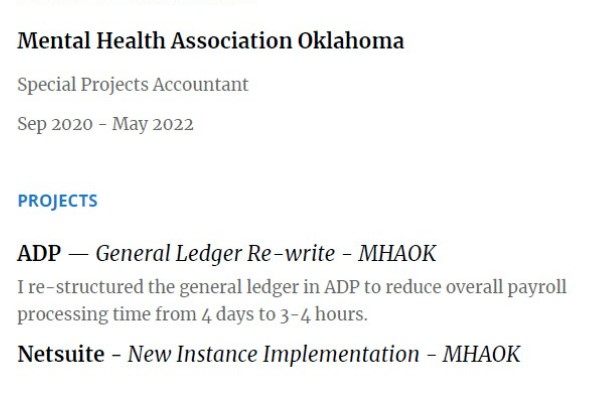 Mental Health Association Oklahoma
Special Projects Accountant
Sep 2020 - May 2022
PROJECTS
ADP — General Ledger Re-write - MHAOK
I re-structured the general ledger in ADP to reduce overall payroll
processing time from 4 days to 3-4 hours.
Netsuite - New Instance Implementation - MHAOK